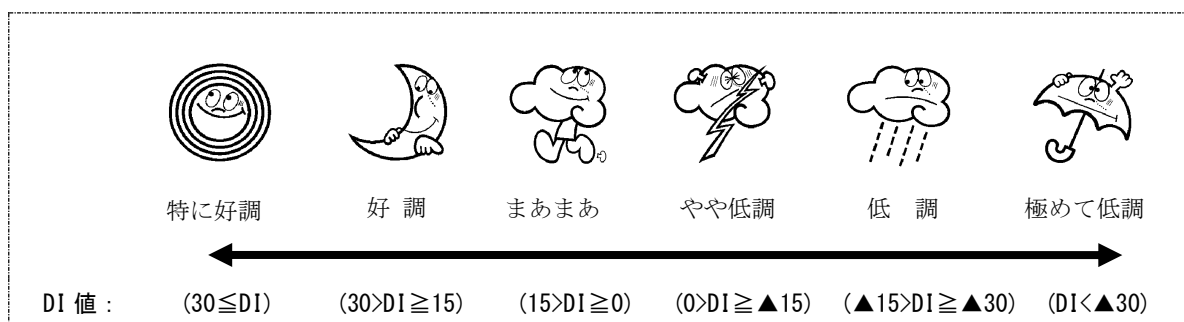 特に好調 好 調 まあまあ やや低調 低 調 極めて低調
DI 値： (30≦DI) (30>DI≧15) (15>DI≧0) (0>DI≧▲15) (▲15>DI≧▲30) (DI<▲30)